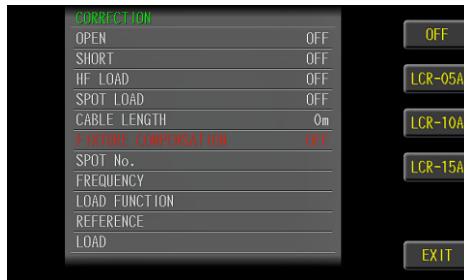 CORRECTION
OPEN OFF
SHORT OFF
HF LOAD OFF
SPOT LOAD OFF
CABLE LENGTH 0m
FIXTURE COMPENSATION OFF
SPOT No.
FREQUENCY
LOAD FUNCTION
REFERENCE
LOAD
OFF
LCR-05A
LCR-10A
LCR-15A
EXIT